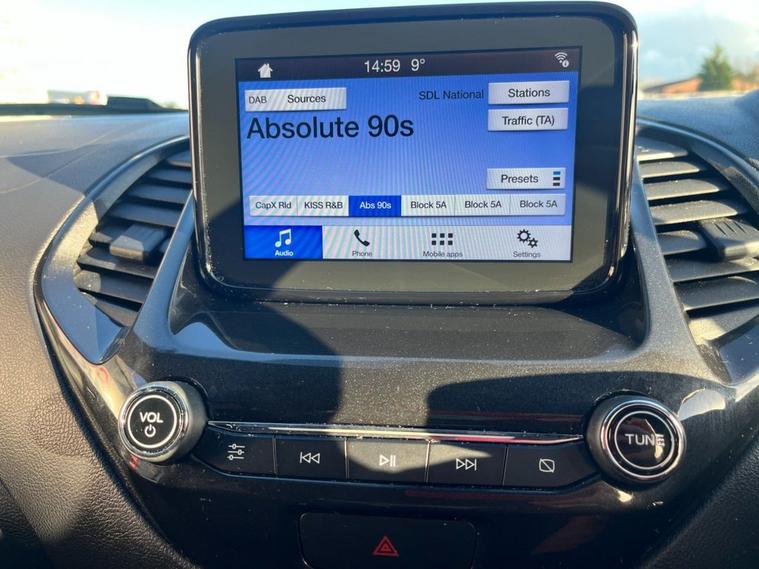 14:59 9°
DAB Sources
SDL National
Stations
Absolute 90s
Traffic (TA)
Presets
CapX Rld KISS R&B Abs 90s Block 5A Block 5A Block 5A
Audio Phone Mobile apps Settings
VOL
TUNE